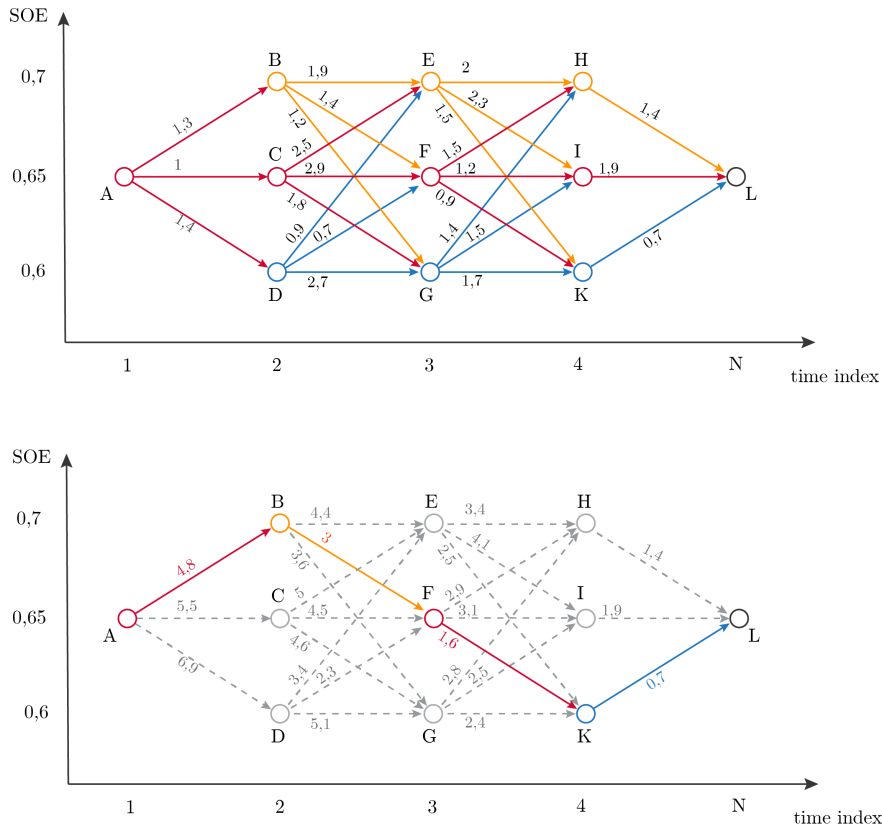 SOE
0,7
0,65
0,6
B
E
H
C
F
I
A
L
D
G
K
1,3
1
1,4
1,9
1,4
1,2
2,5
2,9
1,8
0,9
0,7
2,7
2
2,3
1,5
1,5
1,2
0,9
1,4
1,5
1,7
1,4
1,9
0,7
1
2
3
4
N
time index
SOE
0,7
0,65
0,6
B
E
H
C
F
I
A
L
D
G
K
4,8
5,5
6,9
4,4
3
3,6
5
4,5
4,6
3,4
2,3
5,1
3,4
4,1
2,5
2,9
3,1
1,6
2,8
2,5
2,4
1,4
1,9
0,7
1
2
3
4
N
time index